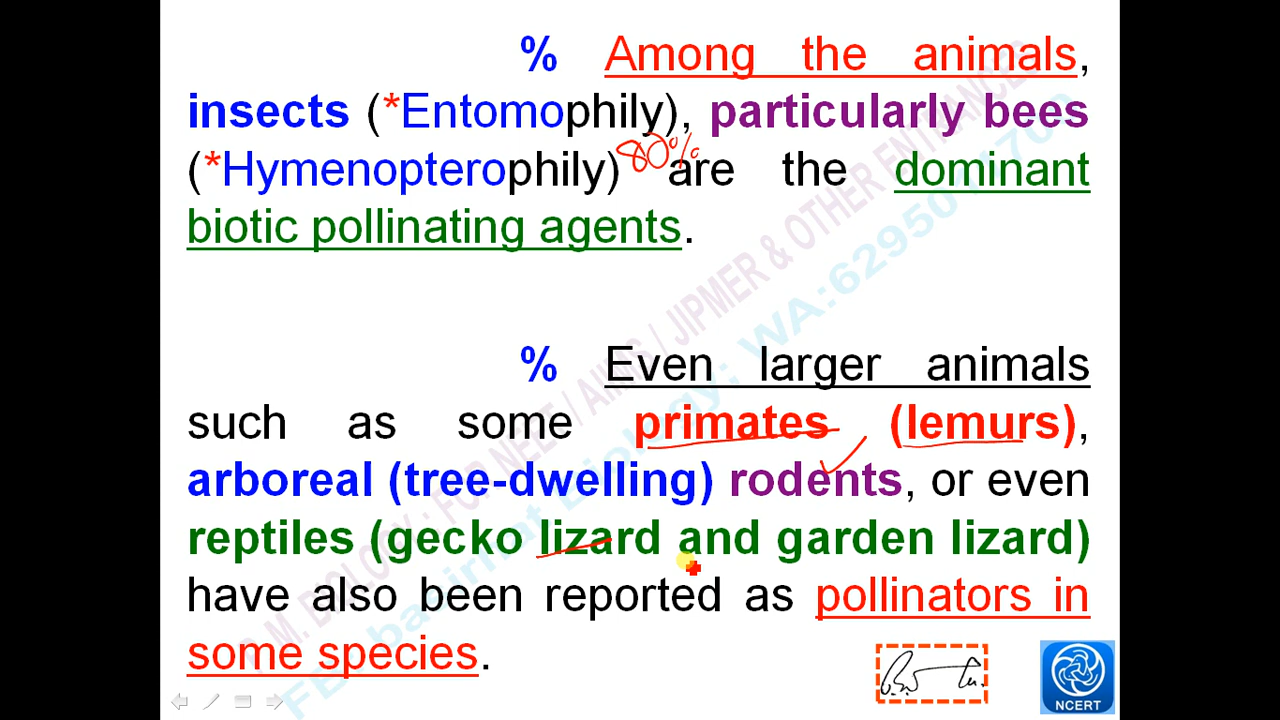 % Among the animals,
insects (*Entomophily), particularly bees
(*Hymenopterophily) 80% are the dominant
biotic pollinating agents.
% Even larger animals
such as some primates (lemurs),
arboreal (tree-dwelling) rodents, or even
reptiles (gecko lizard and garden lizard)
have also been reported as pollinators in
some species.
NCERT